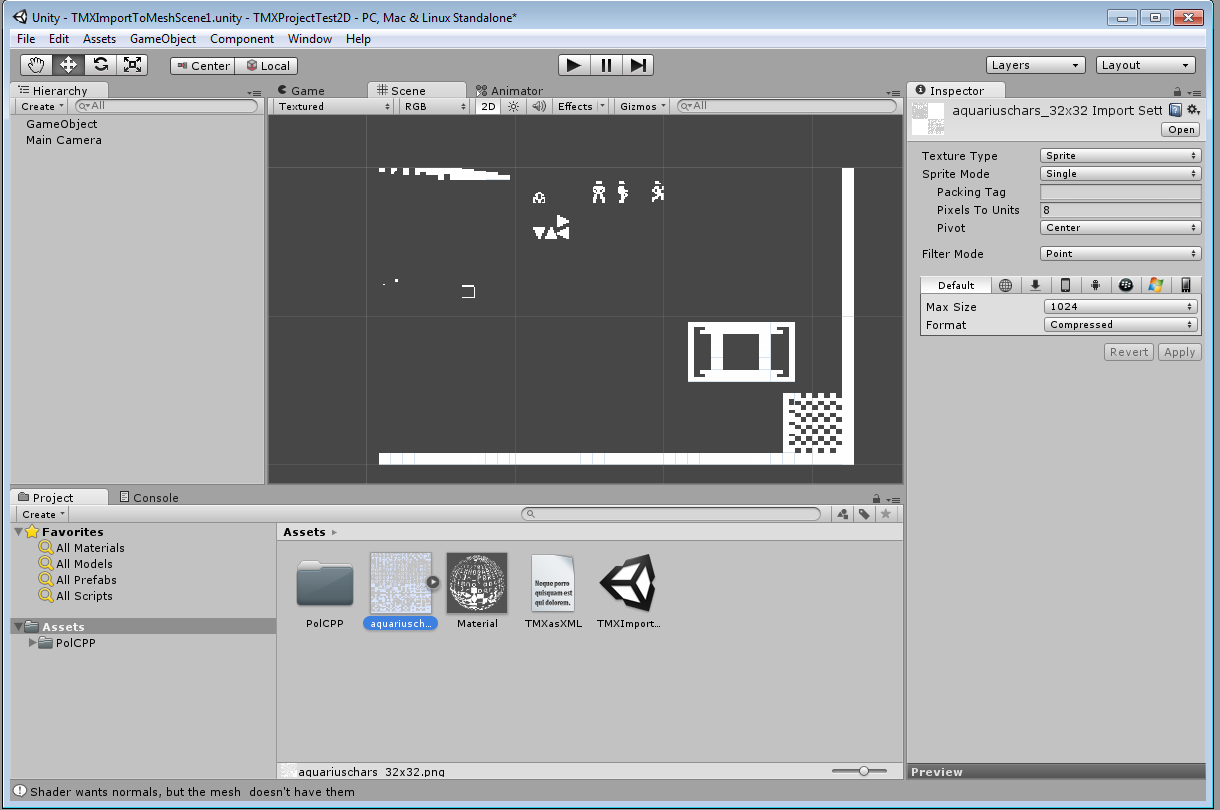 Unity - TMXImportToMeshScene1.unity - TMXProjectTest2D - PC, Mac & Linux Standalone*
File Edit Assets GameObject Component Window Help
Center Local Layers Layout
Hierarchy
Create All
GameObject
Main Camera
Game Scene Animator
Textured RGB 2D Effects Gizmos All
Inspector
aquariuschars_32x32 Import Sett
Open
Texture Type Sprite
Sprite Mode Single
Packing Tag
Pixels To Units 8
Pivot Center
Filter Mode Point
Default
Max Size 1024
Format Compressed
Revert Apply
Project Console
Create
Favorites
All Materials
All Models
All Prefabs
All Scripts
Assets
PolCPP
Assets
Neque porro
quisquam est
qui dolorem.
PolCPP aquariusch... Material TMXasXML TMXImport...
aquariuschars_32x32.png
Preview
Shader wants normals, but the mesh  doesn't have them